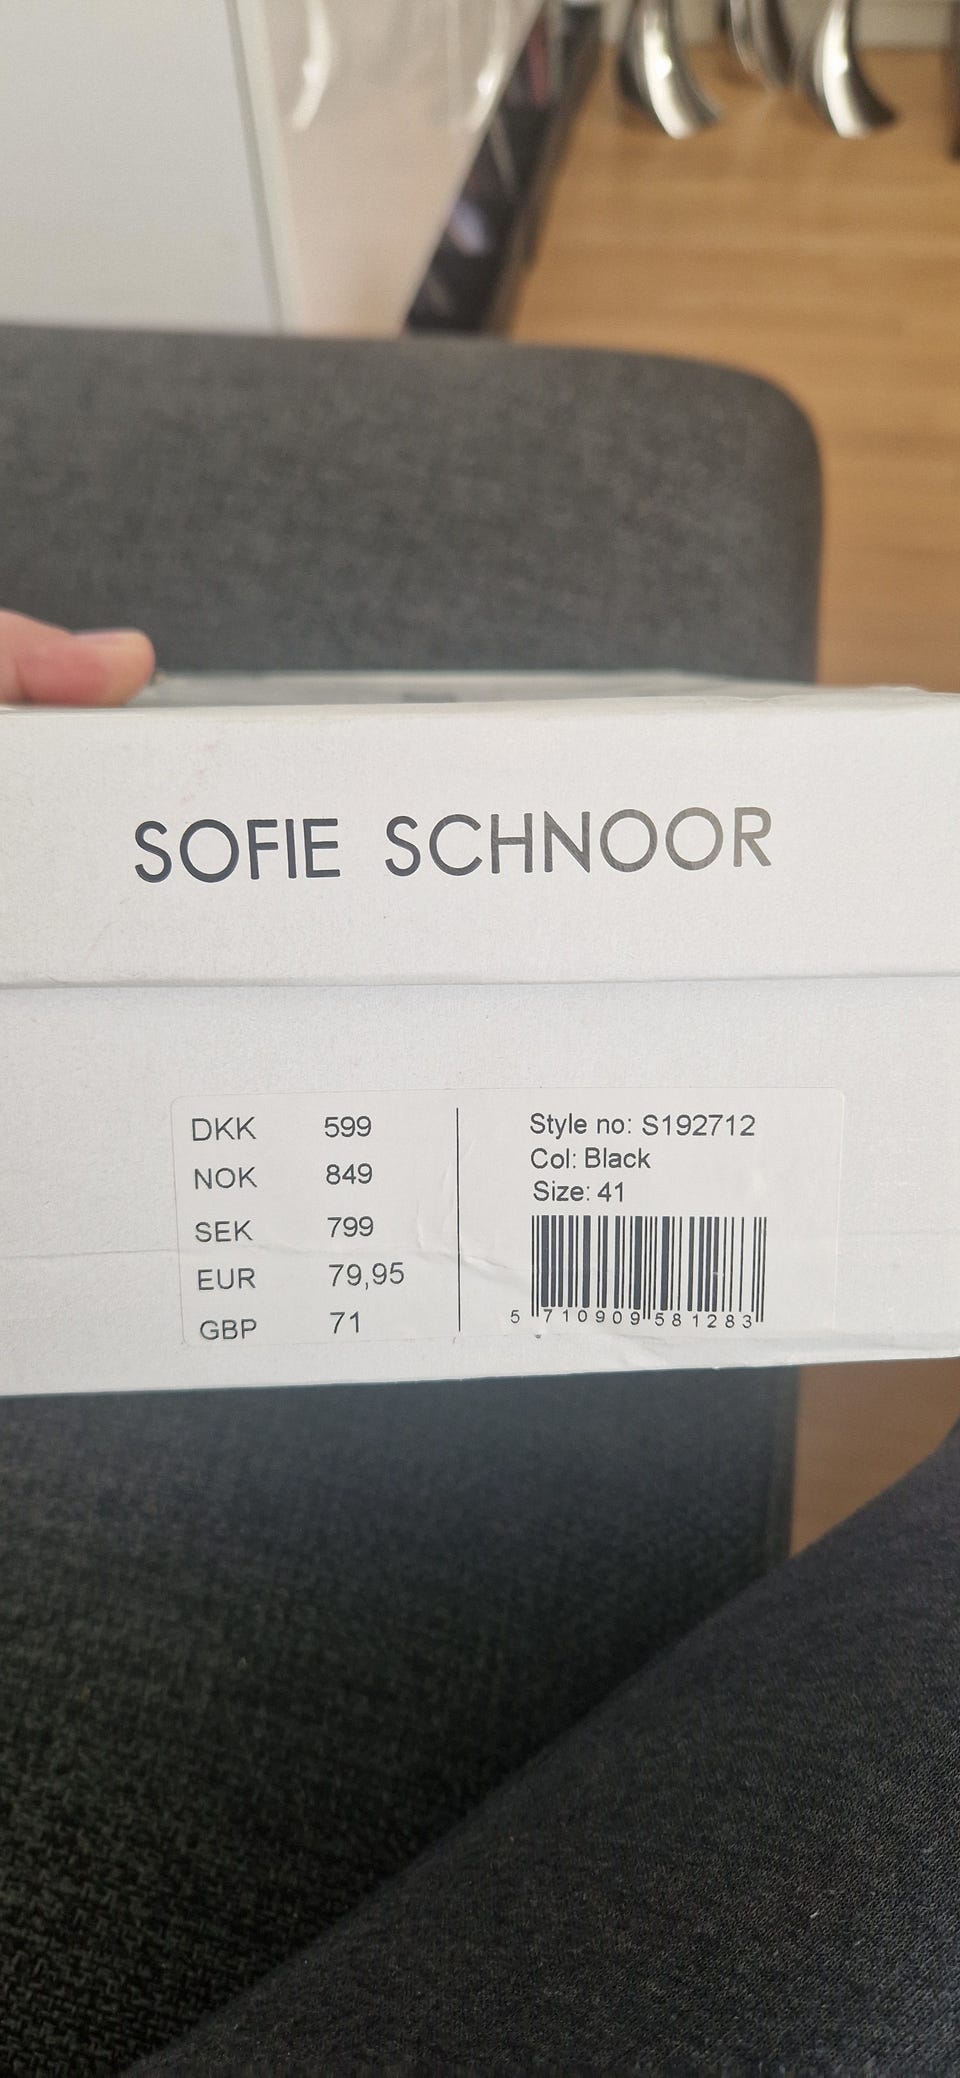 SOFIE SCHNOOR
DKK 599
NOK 849
SEK 799
EUR 79,95
GBP 71
Style no: S192712
Col: Black
Size: 41
5 710909 581283